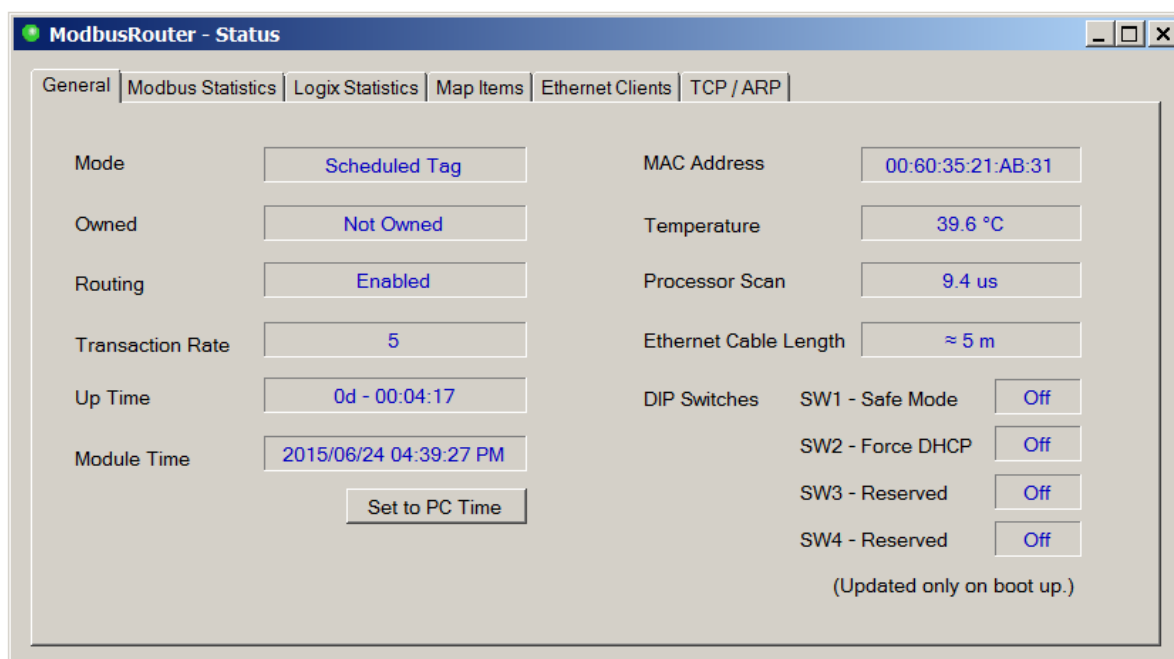 ModbusRouter - Status
General Modbus Statistics Logix Statistics Map Items Ethernet Clients TCP / ARP
Mode Scheduled Tag
Owned Not Owned
Routing Enabled
Transaction Rate 5
Up Time 0d - 00:04:17
Module Time 2015/06/24 04:39:27 PM
Set to PC Time
MAC Address 00:60:35:21:AB:31
Temperature 39.6 °C
Processor Scan 9.4 us
Ethernet Cable Length ≈ 5 m
DIP Switches SW1 - Safe Mode Off
SW2 - Force DHCP Off
SW3 - Reserved Off
SW4 - Reserved Off
(Updated only on boot up.)